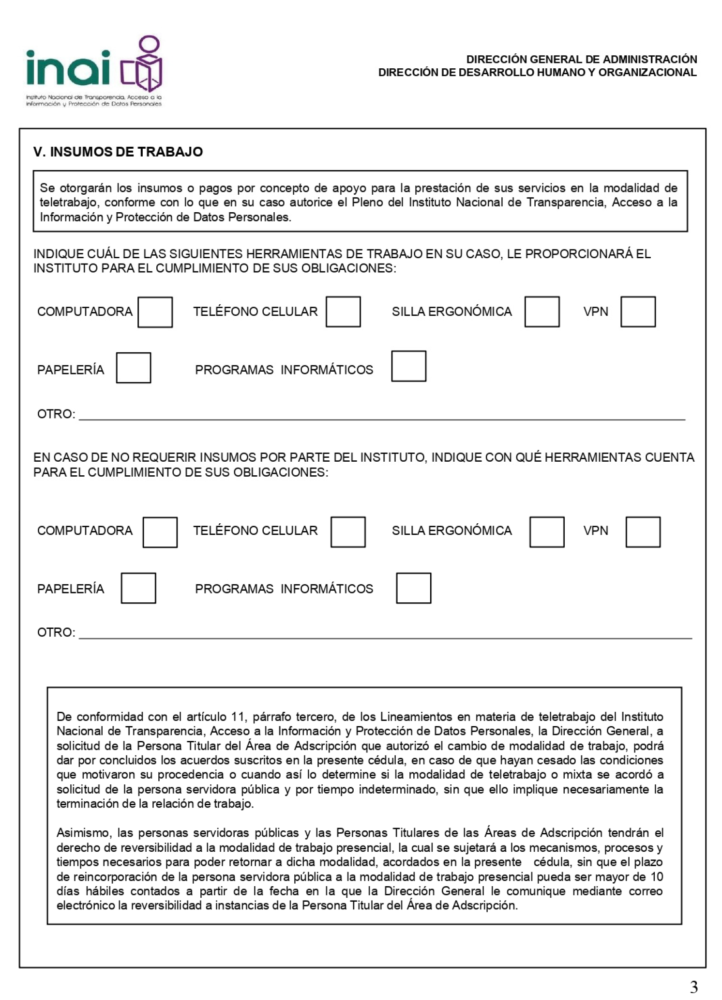 inai
Instituto Nacional de Transparencia, Acceso a la
Información y Protección de Datos Personales
DIRECCIÓN GENERAL DE ADMINISTRACIÓN
DIRECCIÓN DE DESARROLLO HUMANO Y ORGANIZACIONAL
V. INSUMOS DE TRABAJO
Se otorgarán los insumos o pagos por concepto de apoyo para la prestación de sus servicios en la modalidad de
teletrabajo, conforme con lo que en su caso autorice el Pleno del Instituto Nacional de Transparencia, Acceso a la
Información y Protección de Datos Personales.
INDIQUE CUÁL DE LAS SIGUIENTES HERRAMIENTAS DE TRABAJO EN SU CASO, LE PROPORCIONARÁ EL
INSTITUTO PARA EL CUMPLIMIENTO DE SUS OBLIGACIONES:
COMPUTADORA TELÉFONO CELULAR SILLA ERGONÓMICA VPN
PAPELERÍA PROGRAMAS INFORMÁTICOS
OTRO:
EN CASO DE NO REQUERIR INSUMOS POR PARTE DEL INSTITUTO, INDIQUE CON QUÉ HERRAMIENTAS CUENTA
PARA EL CUMPLIMIENTO DE SUS OBLIGACIONES:
COMPUTADORA TELÉFONO CELULAR SILLA ERGONÓMICA VPN
PAPELERÍA PROGRAMAS INFORMÁTICOS
OTRO:
De conformidad con el artículo 11, párrafo tercero, de los Lineamientos en materia de teletrabajo del Instituto
Nacional de Transparencia, Acceso a la Información y Protección de Datos Personales, la Dirección General, a
solicitud de la Persona Titular del Área de Adscripción que autorizó el cambio de modalidad de trabajo, podrá
dar por concluidos los acuerdos suscritos en la presente cédula, en caso de que hayan cesado las condiciones
que motivaron su procedencia o cuando así lo determine si la modalidad de teletrabajo o mixta se acordó a
solicitud de la persona servidora pública y por tiempo indeterminado, sin que ello implique necesariamente la
terminación de la relación de trabajo.
Asimismo, las personas servidoras públicas y las Personas Titulares de las Áreas de Adscripción tendrán el
derecho de reversibilidad a la modalidad de trabajo presencial, la cual se sujetará a los mecanismos, procesos y
tiempos necesarios para poder retornar a dicha modalidad, acordados en la presente cédula, sin que el plazo
de reincorporación de la persona servidora pública a la modalidad de trabajo presencial pueda ser mayor de 10
días hábiles contados a partir de la fecha en la que la Dirección General le comunique mediante correo
electrónico la reversibilidad a instancias de la Persona Titular del Área de Adscripción.
3